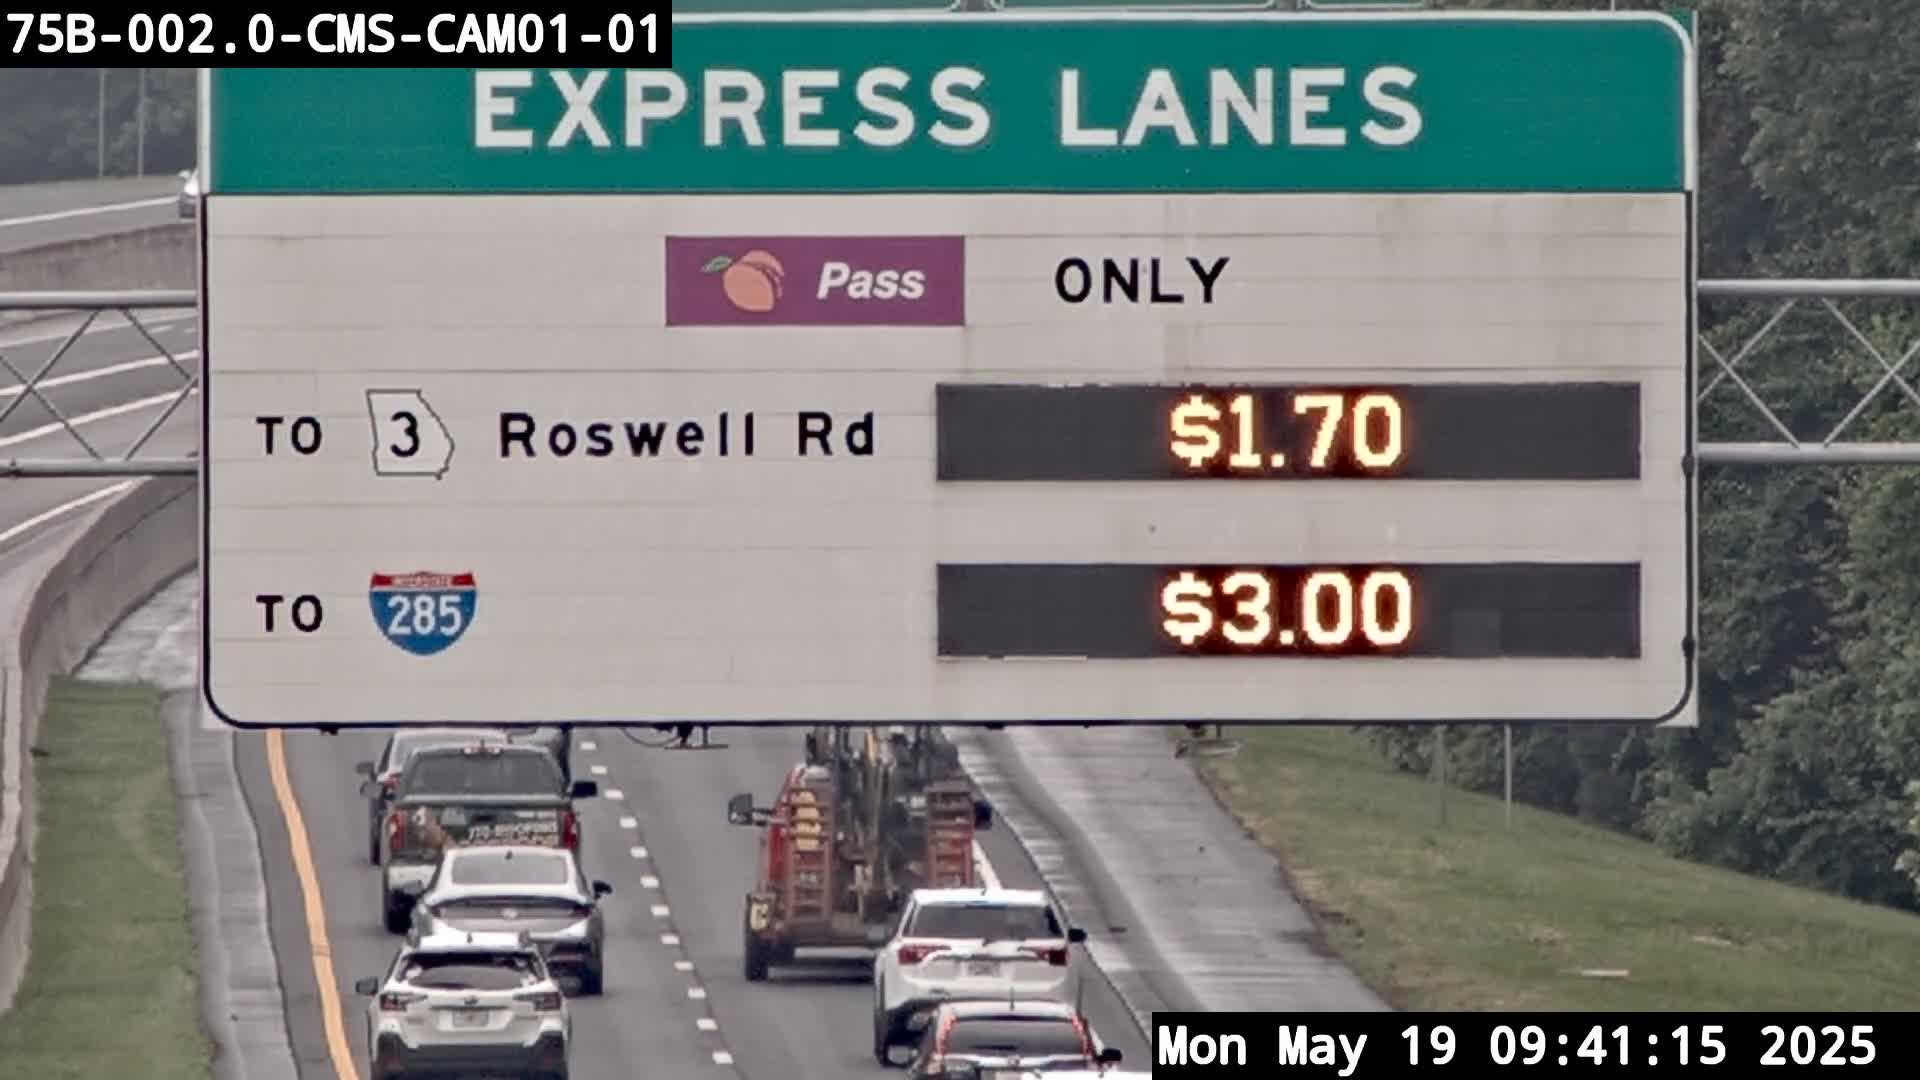 75B-002.0-CMS-CAM01-01
EXPRESS LANES
Pass ONLY
TO 3 Roswell Rd $1.70
TO 285 $3.00
Mon May 19 09:41:15 2025